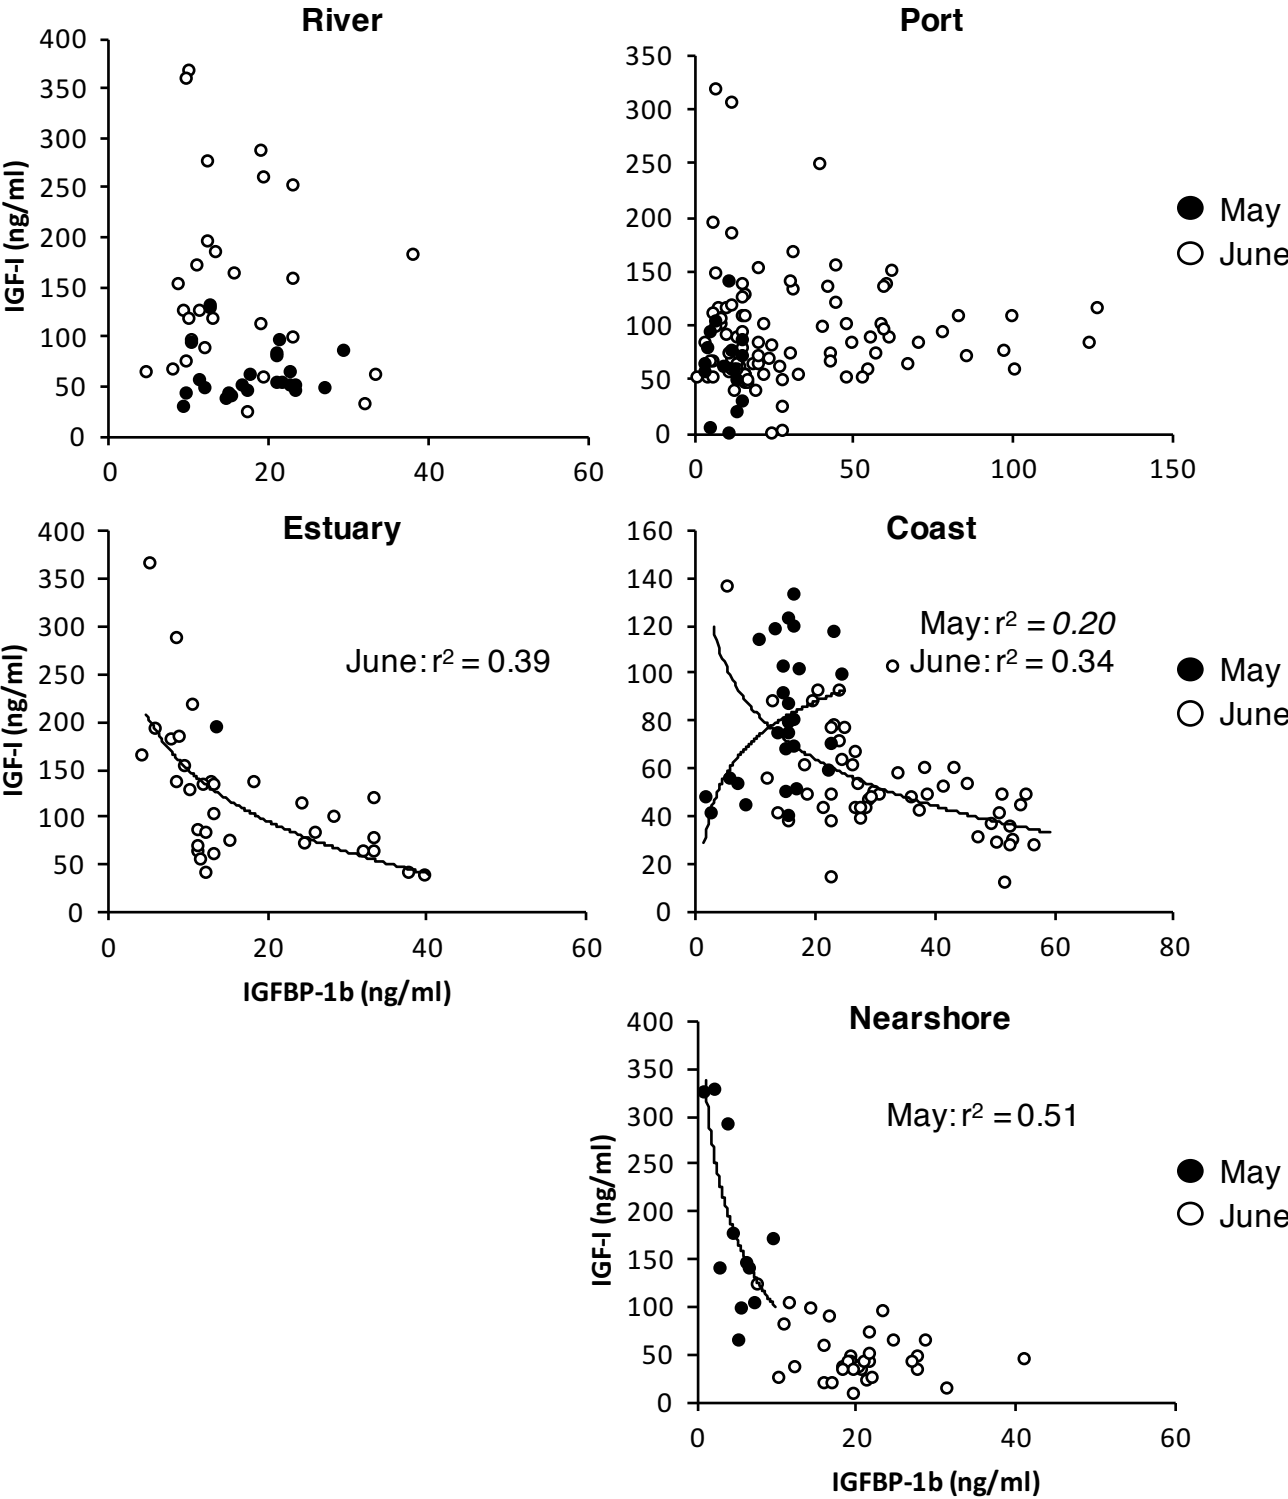 River
400
350
300
250
200
150
100
50
0
0 20 40 60
IGF-I (ng/ml)
Port
350
300
250
200
150
100
50
0
0 50 100 150
May
June
Estuary
400
350
300
250
200
150
100
50
0
0 20 40 60
IGF-I (ng/ml)
IGFBP-1b (ng/ml)
June: r² = 0.39
Coast
160
140
120
100
80
60
40
20
0
0 20 40 60 80
May: r² = 0.20
June: r² = 0.34
May
June
Nearshore
400
350
300
250
200
150
100
50
0
0 20 40 60
IGF-I (ng/ml)
IGFBP-1b (ng/ml)
May: r² = 0.51
May
June